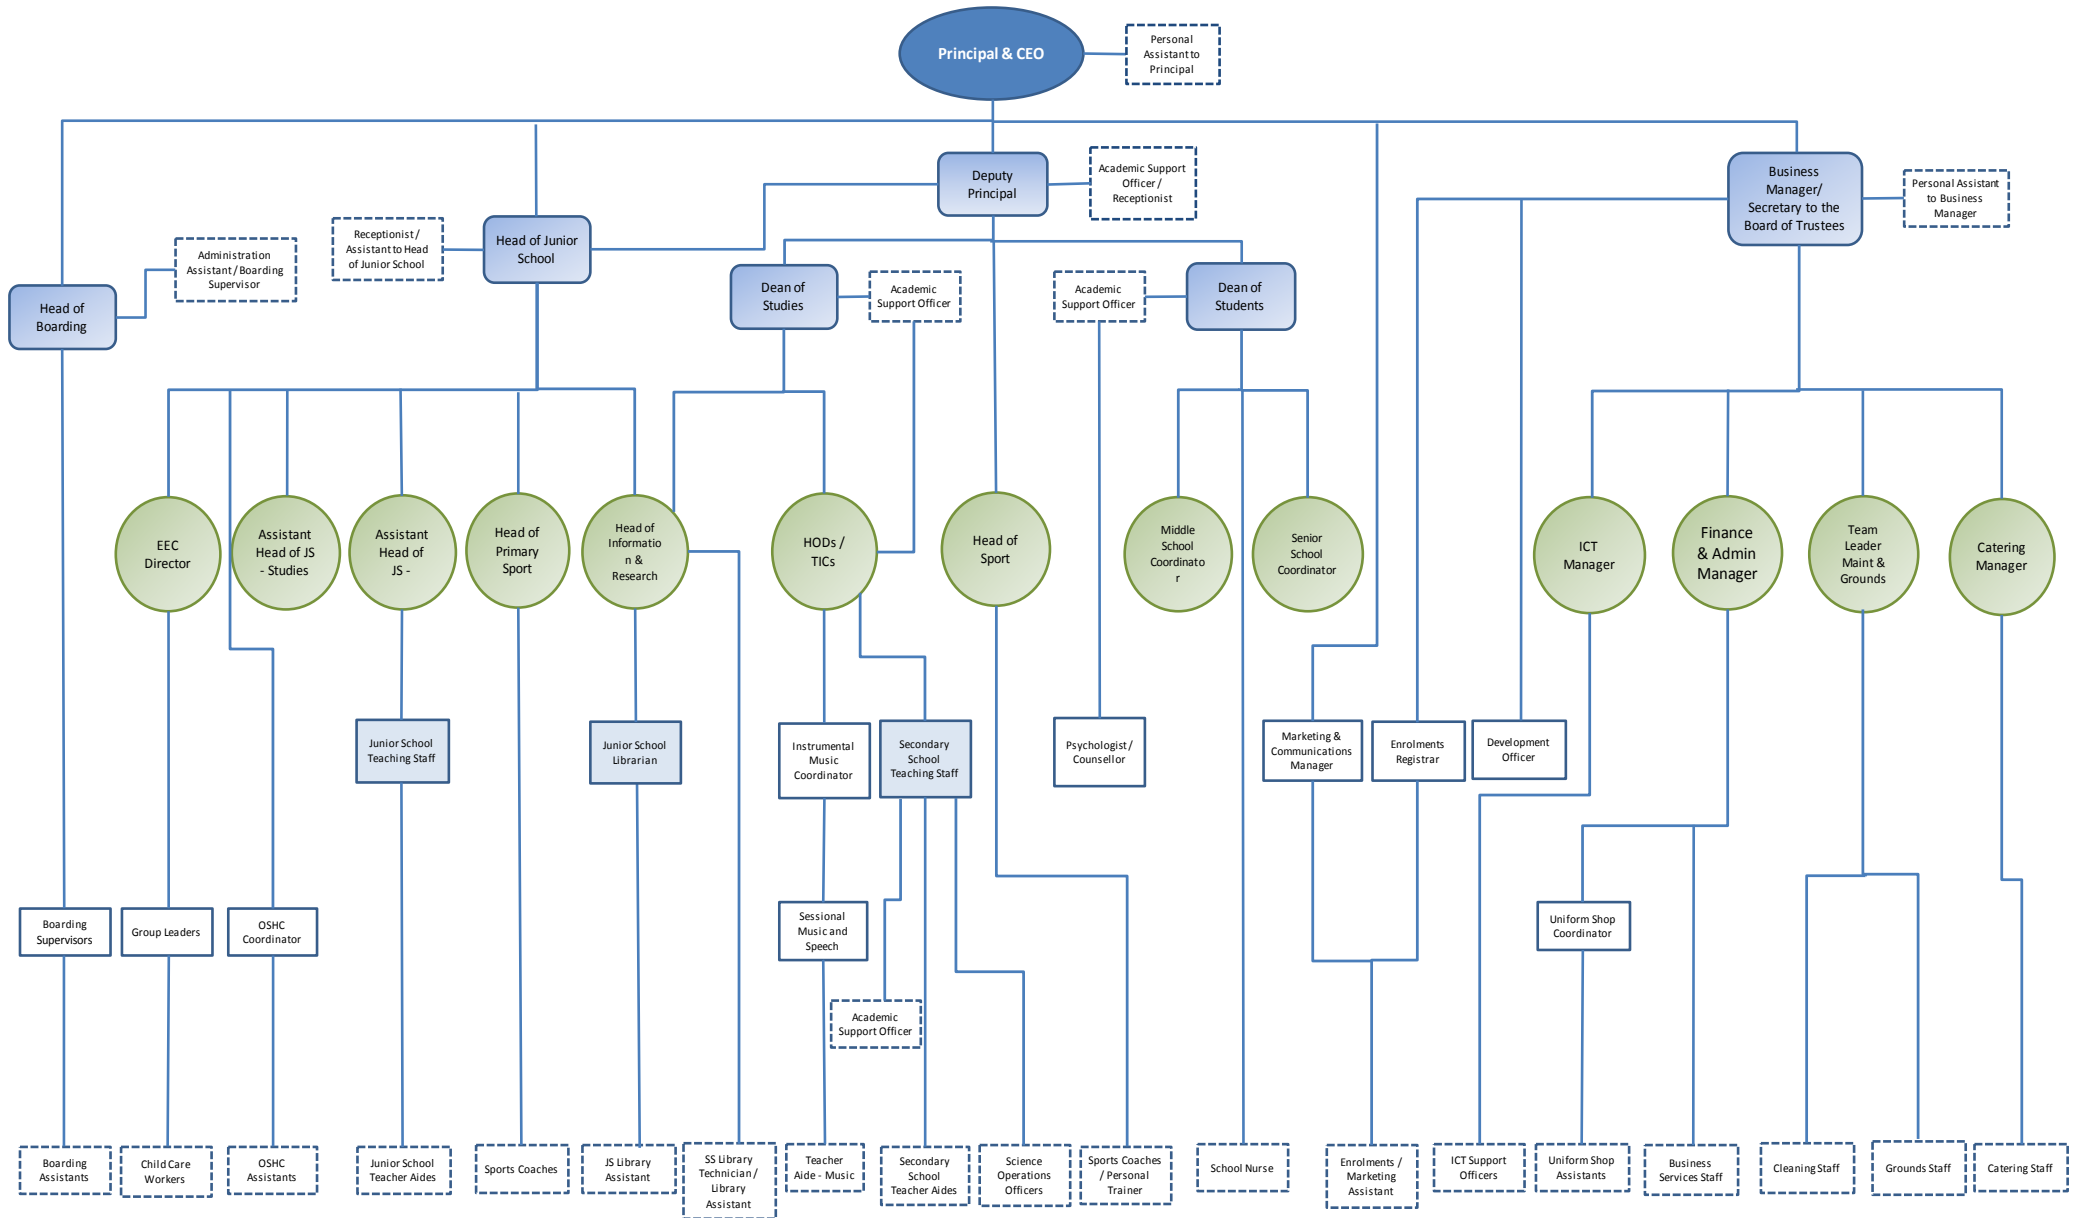 Principal & CEO
Personal
Assistant to
Principal
Deputy
Principal
Academic Support
Officer /
Receptionist
Business
Manager/
Secretary to the
Board of Trustees
Personal Assistant
to Business
Manager
Receptionist /
Assistant to Head
of Junior School
Head of Junior
School
Administration
Assistant / Boarding
Supervisor
Head of
Boarding
Dean of
Studies
Academic
Support Officer
Academic
Support Officer
Dean of
Students
EEC
Director
Assistant
Head of JS
- Studies
Assistant
Head of
JS -
Head of
Primary
Sport
Head of
Informatio
n &
Research
HODs /
TICs
Head of
Sport
Middle
School
Coordinato
r
Senior
School
Coordinator
ICT
Manager
Finance
& Admin
Manager
Team
Leader
Maint &
Grounds
Catering
Manager
Junior School
Teaching Staff
Junior School
Librarian
Instrumental
Music
Coordinator
Secondary
School
Teaching Staff
Psychologist /
Counsellor
Marketing &
Communications
Manager
Enrolments
Registrar
Development
Officer
Boarding
Supervisors
Group Leaders
OSHC
Coordinator
Sessional
Music and
Speech
Uniform Shop
Coordinator
Academic
Support Officer
Boarding
Assistants
Child Care
Workers
OSHC
Assistants
Junior School
Teacher Aides
Sports Coaches
JS Library
Assistant
SS Library
Technician /
Library
Assistant
Teacher
Aide - Music
Secondary
School
Teacher Aides
Science
Operations
Officers
Sports Coaches
/ Personal
Trainer
School Nurse
Enrolments /
Marketing
Assistant
ICT Support
Officers
Uniform Shop
Assistants
Business
Services Staff
Cleaning Staff
Grounds Staff
Catering Staff